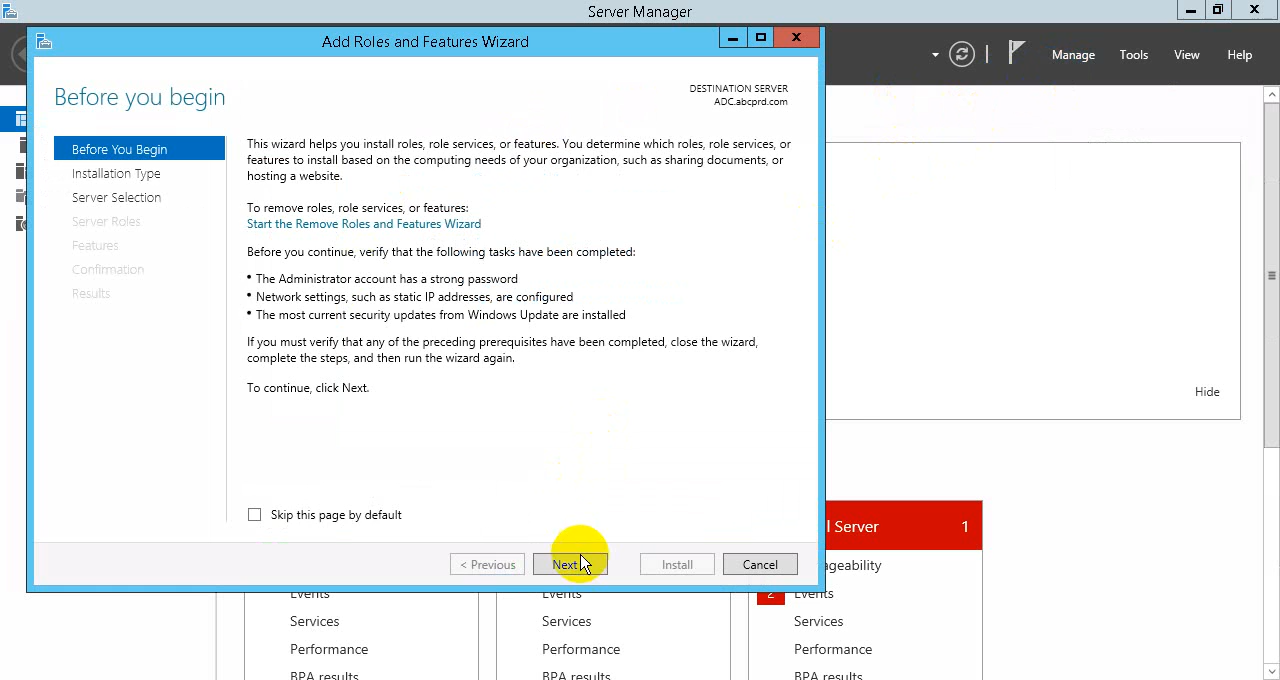 Server Manager
Add Roles and Features Wizard
Manage Tools View Help
Before you begin
DESTINATION SERVER
ADC.abcprd.com
Before You Begin
Installation Type
Server Selection
Server Roles
Features
Confirmation
Results
This wizard helps you install roles, role services, or features. You determine which roles, role services, or
features to install based on the computing needs of your organization, such as sharing documents, or
hosting a website.
To remove roles, role services, or features:
Start the Remove Roles and Features Wizard
Before you continue, verify that the following tasks have been completed:
• The Administrator account has a strong password
• Network settings, such as static IP addresses, are configured
• The most current security updates from Windows Update are installed
If you must verify that any of the preceding prerequisites have been completed, close the wizard,
complete the steps, and then run the wizard again.
To continue, click Next.
Skip this page by default
< Previous Next Install Cancel
Hide
l Server 1
ageability
Events Events 2 Events
Services Services Services
Performance Performance Performance
BPA results BPA results BPA results